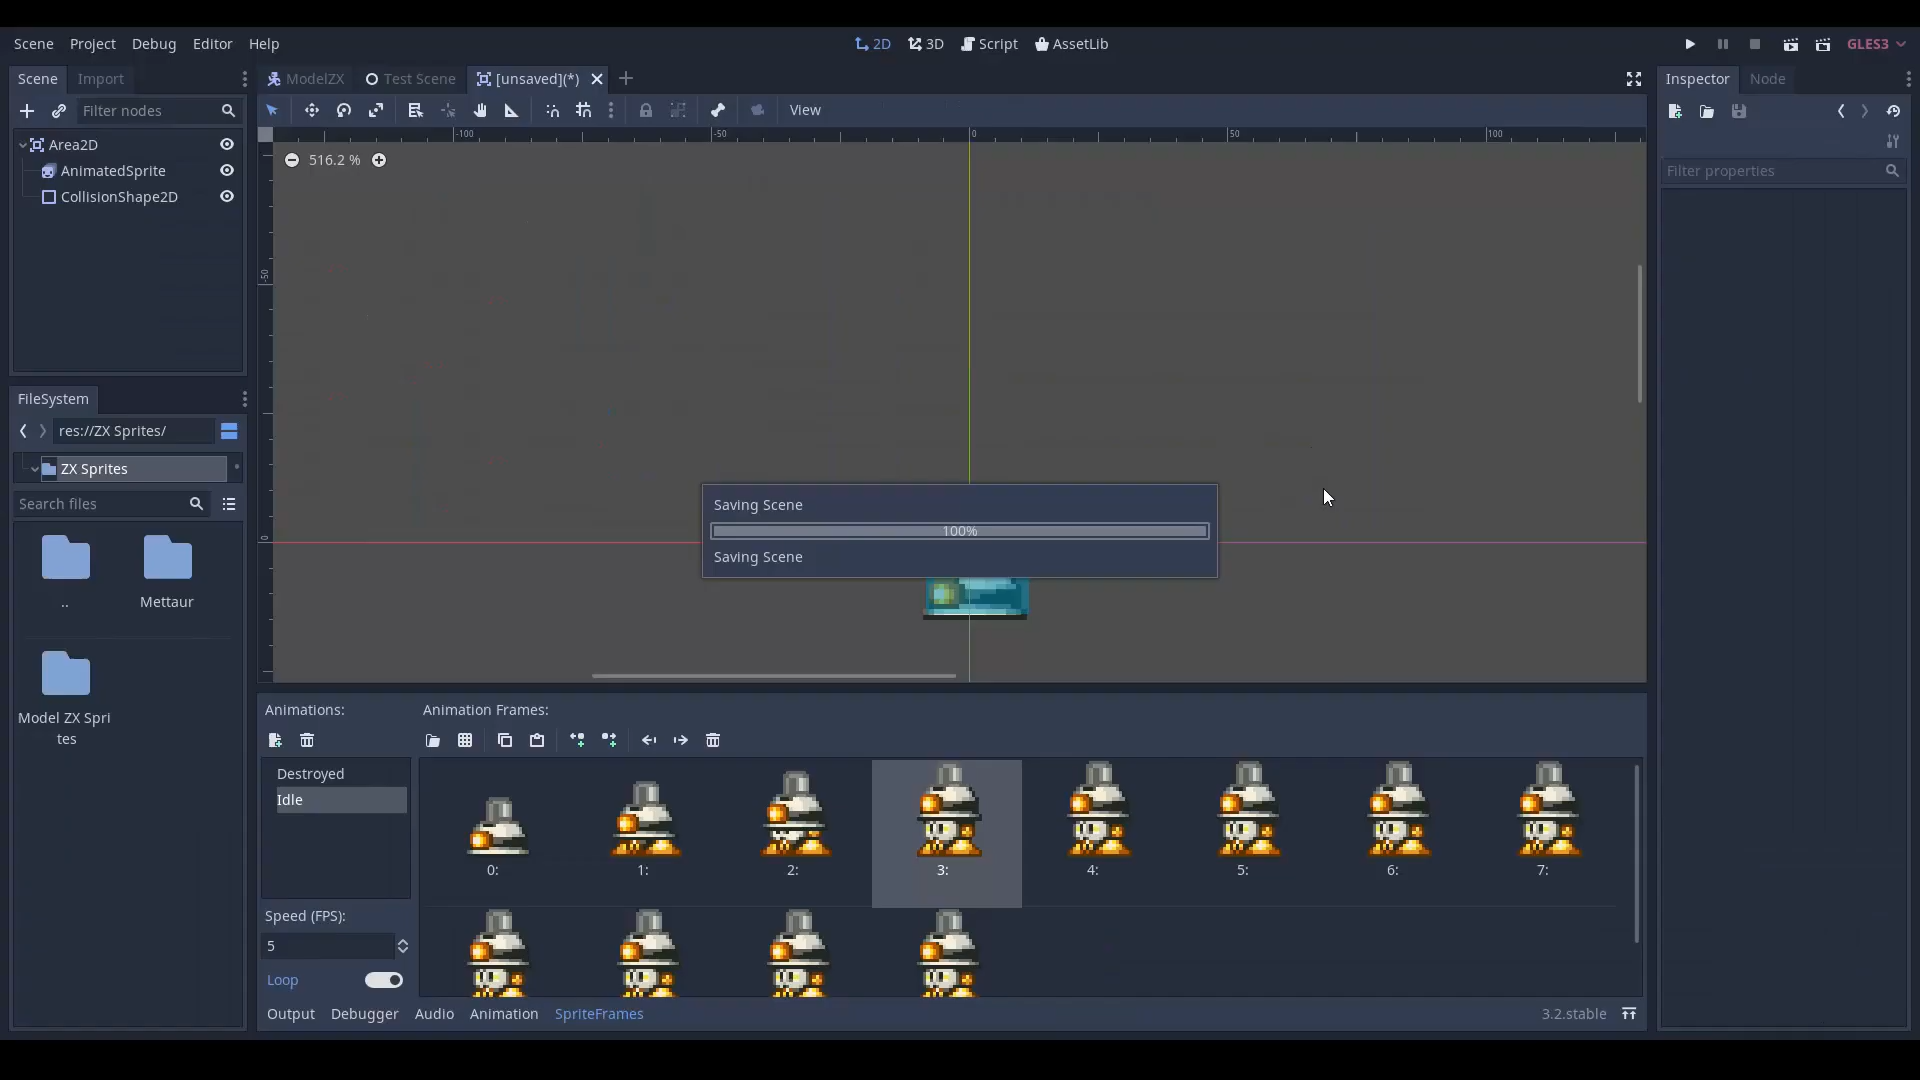 Scene Project Debug Editor Help
2D 3D Script AssetLib
GLES3
Scene Import
ModelZX Test Scene [unsaved](*)
Inspector Node
Filter nodes
View
-100 -50 0 50 100
Area2D
516.2 %
AnimatedSprite
Filter properties
CollisionShape2D
-50
FileSystem
res://ZX Sprites/
ZX Sprites
Search files
Saving Scene
100%
0
Saving Scene
..
Mettaur
Model ZX Spri
tes
Animations: Animation Frames:
Destroyed
Idle
0: 1: 2: 3: 4: 5: 6: 7:
Speed (FPS):
5
Loop
Output Debugger Audio Animation SpriteFrames 3.2.stable